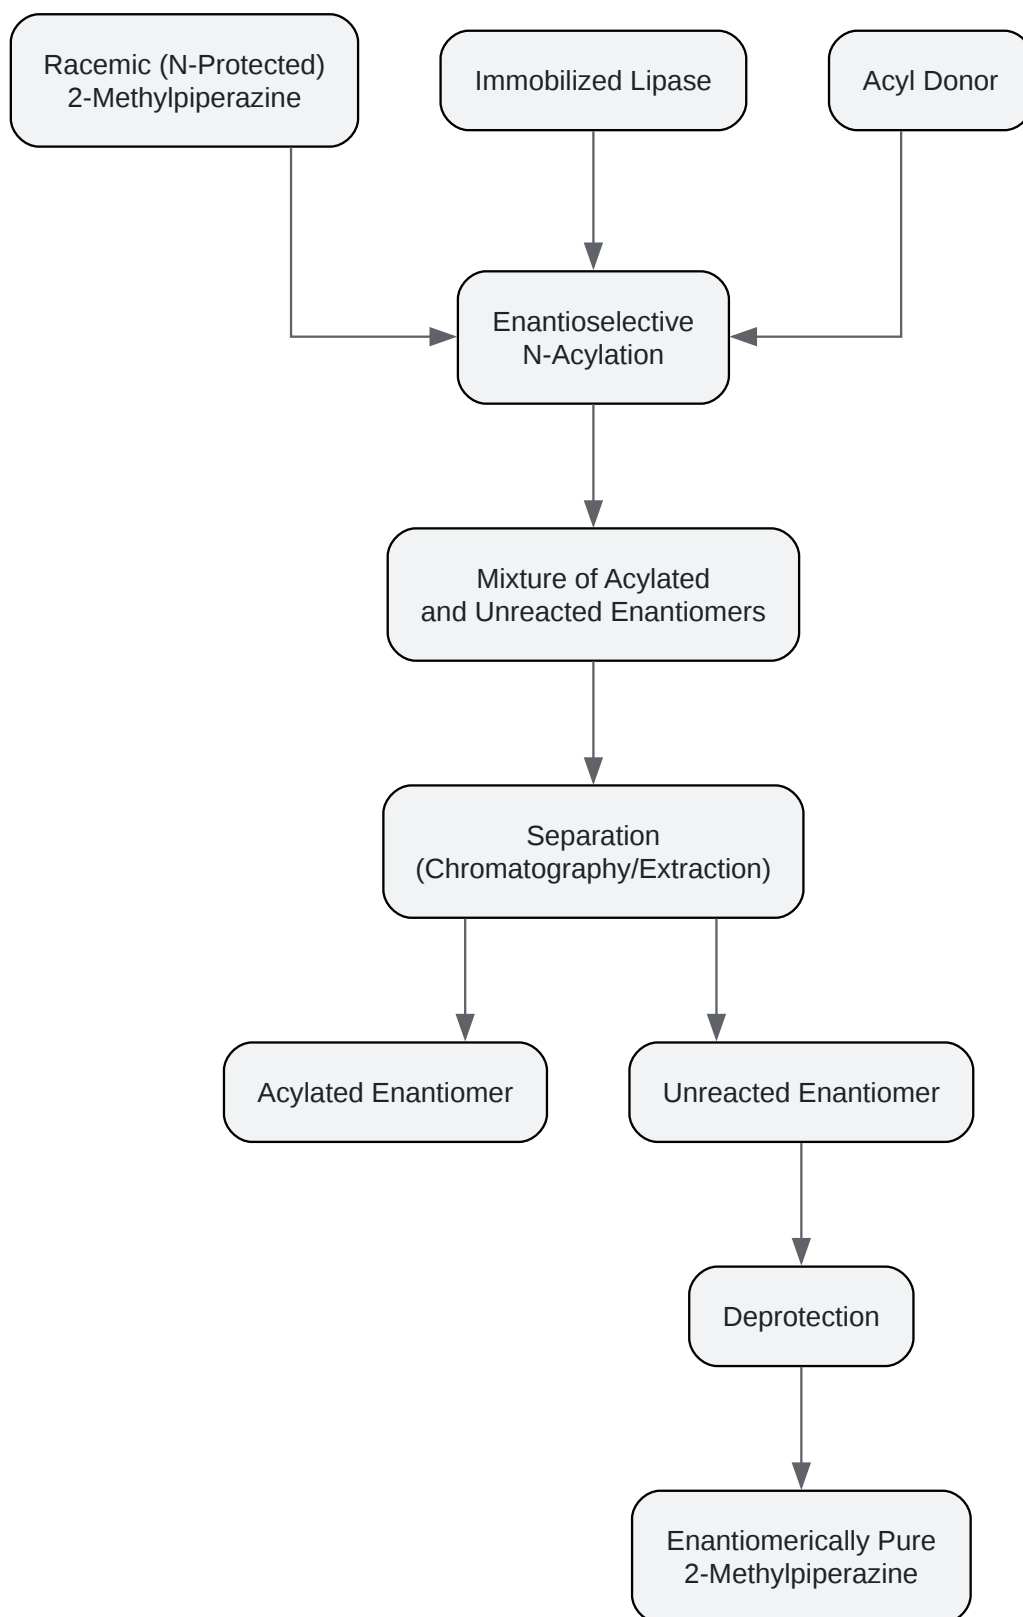 Racemic (N-Protected)
2-Methylpiperazine
Immobilized Lipase
Acyl Donor
Enantioselective
N-Acylation
Mixture of Acylated
and Unreacted Enantiomers
Separation
(Chromatography/Extraction)
Acylated Enantiomer
Unreacted Enantiomer
Deprotection
Enantiomerically Pure
2-Methylpiperazine